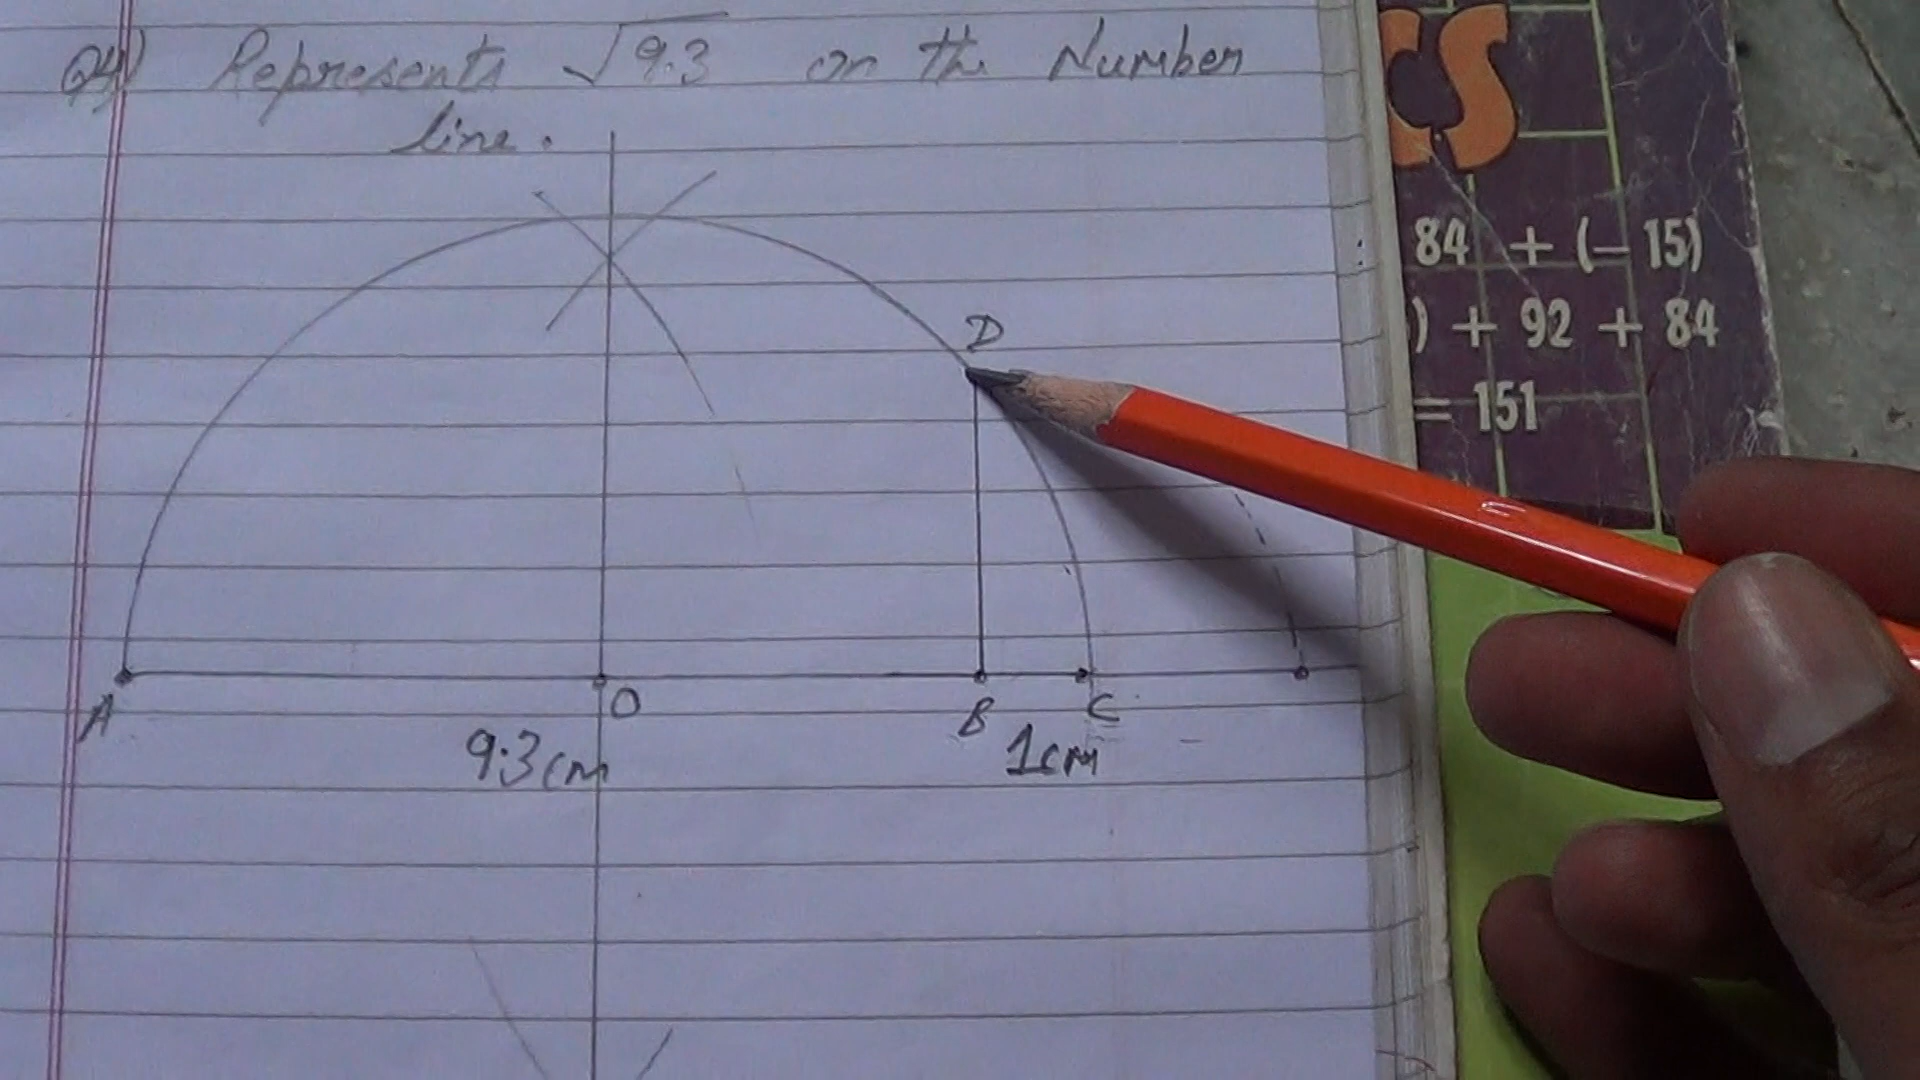 Q4) Represents √9.3 on the Number
line.
D
A
O
B
C
9.3cm
1cm
CS
84 + (– 15)
) + 92 + 84
= 151